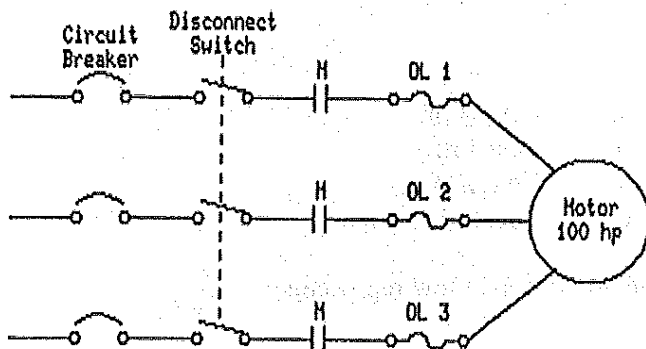 Circuit
Breaker
Disconnect
Switch
M
OL 1
M
OL 2
Motor
100 hp
M
OL 3